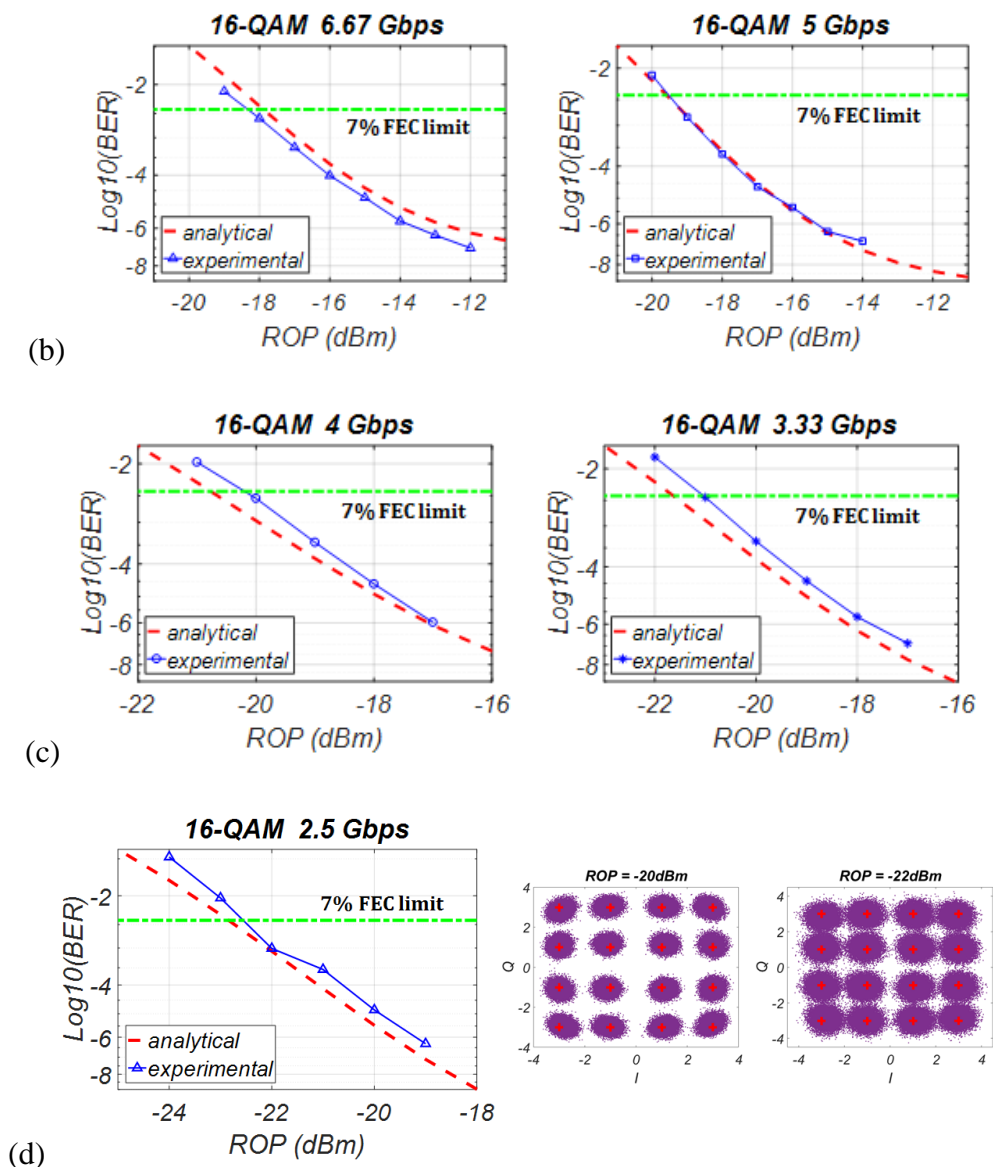 16-QAM 6.67 Gbps
Log10(BER)
-2
-4
-6
-8
7% FEC limit
analytical
experimental
-20 -18 -16 -14 -12
ROP (dBm)
16-QAM 5 Gbps
Log10(BER)
-2
-4
-6
-8
7% FEC limit
analytical
experimental
-20 -18 -16 -14 -12
ROP (dBm)
(b)
16-QAM 4 Gbps
Log10(BER)
-2
-4
-6
-8
7% FEC limit
analytical
experimental
-22 -20 -18 -16
ROP (dBm)
16-QAM 3.33 Gbps
Log10(BER)
-2
-4
-6
-8
7% FEC limit
analytical
experimental
-22 -20 -18 -16
ROP (dBm)
(c)
16-QAM 2.5 Gbps
Log10(BER)
-2
-4
-6
-8
7% FEC limit
analytical
experimental
-24 -22 -20 -18
ROP (dBm)
ROP = -20dBm
Q
4
2
0
-2
-4
-4 -2 0 2 4
I
ROP = -22dBm
Q
4
2
0
-2
-4
-4 -2 0 2 4
I
(d)